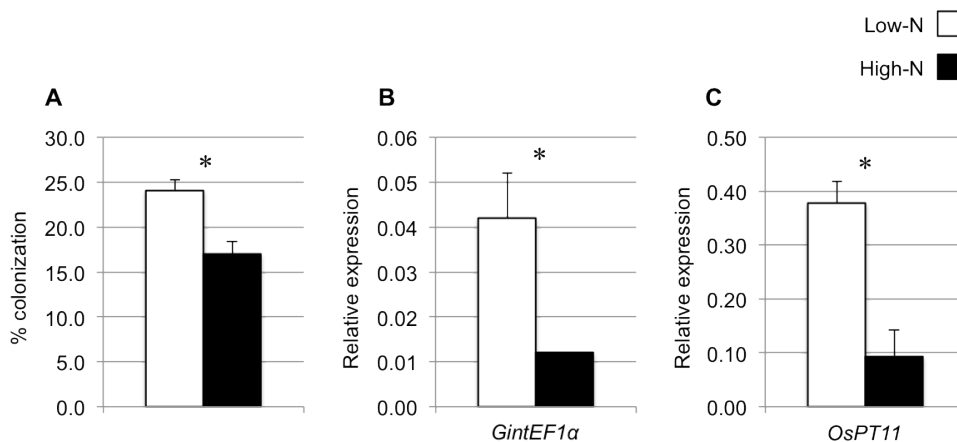 Low-N
High-N
A
B
C
% colonization
30.0
25.0
20.0
15.0
10.0
5.0
0.0
*
Relative expression
0.06
0.05
0.04
0.03
0.02
0.01
0.00
*
GintEF1α
Relative expression
0.50
0.40
0.30
0.20
0.10
0.00
*
OsPT11